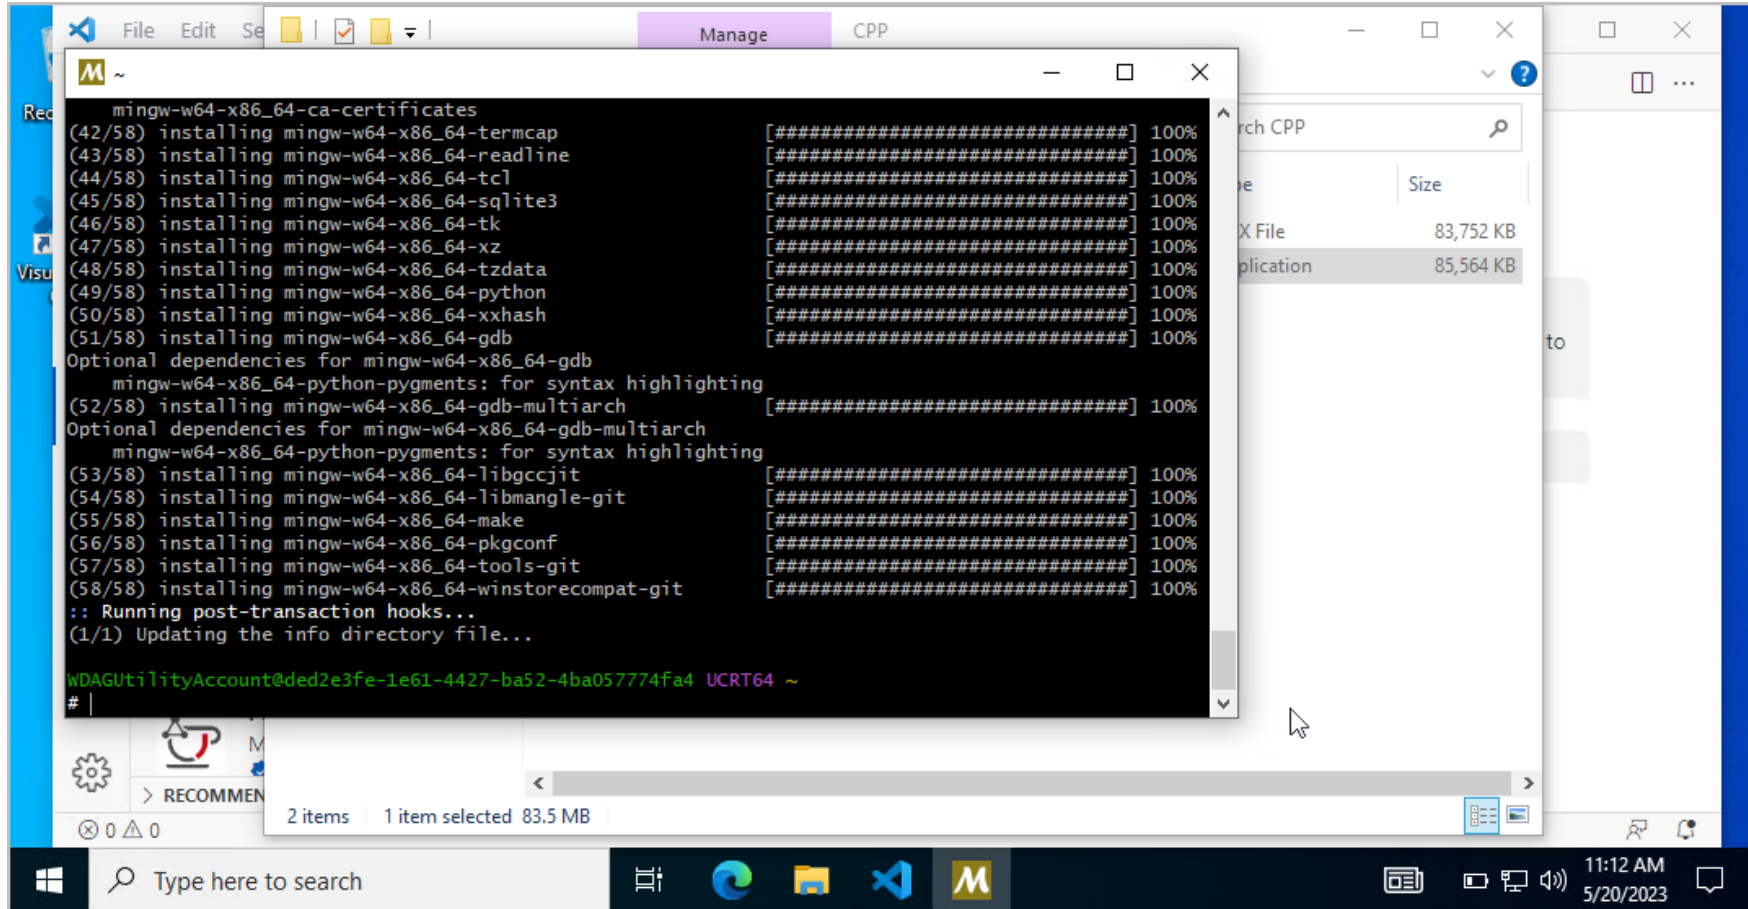 File Edit Se
Manage
CPP
~
mingw-w64-x86_64-ca-certificates
(42/58) installing mingw-w64-x86_64-termcap [###############################] 100%
(43/58) installing mingw-w64-x86_64-readline [###############################] 100%
(44/58) installing mingw-w64-x86_64-tcl [###############################] 100%
(45/58) installing mingw-w64-x86_64-sqlite3 [###############################] 100%
(46/58) installing mingw-w64-x86_64-tk [###############################] 100%
(47/58) installing mingw-w64-x86_64-xz [###############################] 100%
(48/58) installing mingw-w64-x86_64-tzdata [###############################] 100%
(49/58) installing mingw-w64-x86_64-python [###############################] 100%
(50/58) installing mingw-w64-x86_64-xxhash [###############################] 100%
(51/58) installing mingw-w64-x86_64-gdb [###############################] 100%
Optional dependencies for mingw-w64-x86_64-gdb
mingw-w64-x86_64-python-pygments: for syntax highlighting
(52/58) installing mingw-w64-x86_64-gdb-multiarch [###############################] 100%
Optional dependencies for mingw-w64-x86_64-gdb-multiarch
mingw-w64-x86_64-python-pygments: for syntax highlighting
(53/58) installing mingw-w64-x86_64-libgccjit [###############################] 100%
(54/58) installing mingw-w64-x86_64-libmangle-git [###############################] 100%
(55/58) installing mingw-w64-x86_64-make [###############################] 100%
(56/58) installing mingw-w64-x86_64-pkgconf [###############################] 100%
(57/58) installing mingw-w64-x86_64-tools-git [###############################] 100%
(58/58) installing mingw-w64-x86_64-winstorecompat-git [###############################] 100%
:: Running post-transaction hooks...
(1/1) Updating the info directory file...
WDAGUtilityAccount@ded2e3fe-1e61-4427-ba52-4ba057774fa4 UCRT64 ~
#
Rec
Visu
rch CPP
pe Size
X File 83,752 KB
plication 85,564 KB
to
M
> RECOMMEN
2 items 1 item selected 83.5 MB
0 0
Type here to search
11:12 AM
5/20/2023